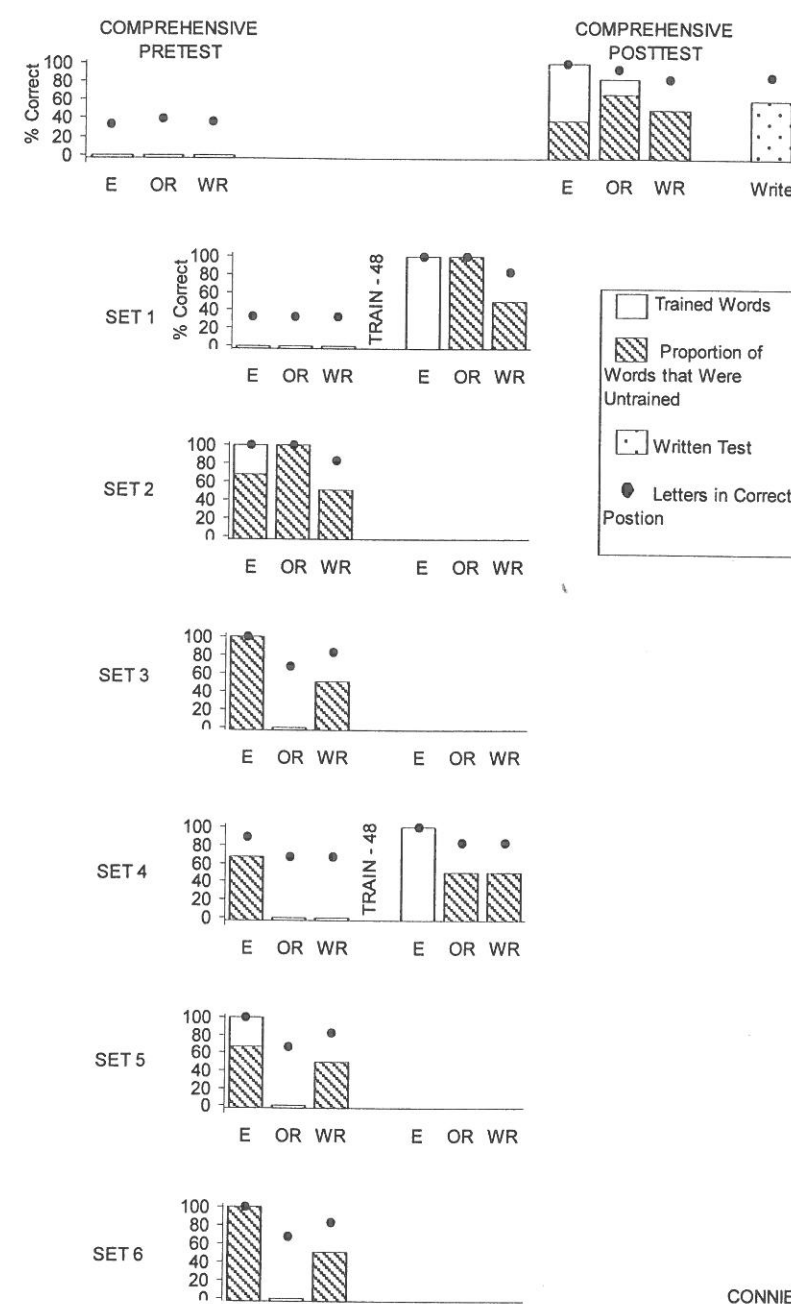 COMPREHENSIVE
PRETEST
COMPREHENSIVE
POSTTEST
% Correct
100
80
60
40
20
0
E OR WR
E OR WR Write
SET 1
% Correct
100
80
60
40
20
0
TRAIN - 48
E OR WR E OR WR
Trained Words
Proportion of
Words that Were
Untrained
Written Test
Letters in Correct
Postion
SET 2
100
80
60
40
20
0
E OR WR E OR WR
SET 3
100
80
60
40
20
0
E OR WR E OR WR
SET 4
100
80
60
40
20
0
TRAIN - 48
E OR WR E OR WR
SET 5
100
80
60
40
20
0
E OR WR E OR WR
SET 6
100
80
60
40
20
0
CONNIE